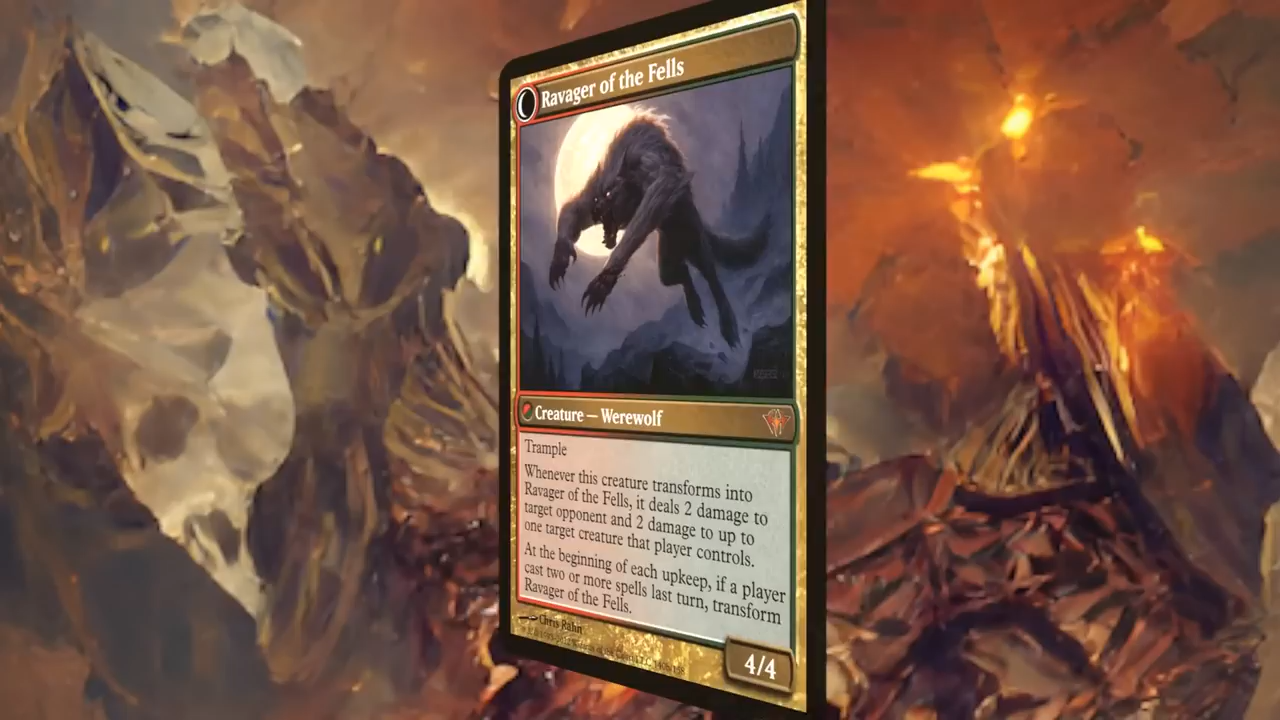 Ravager of the Fells
Creature — Werewolf
Trample
Whenever this creature transforms into
Ravager of the Fells, it deals 2 damage to
target opponent and 2 damage to up to
one target creature that player controls.
At the beginning of each upkeep, if a player
cast two or more spells last turn, transform
Ravager of the Fells.
Chris Rahn
4/4